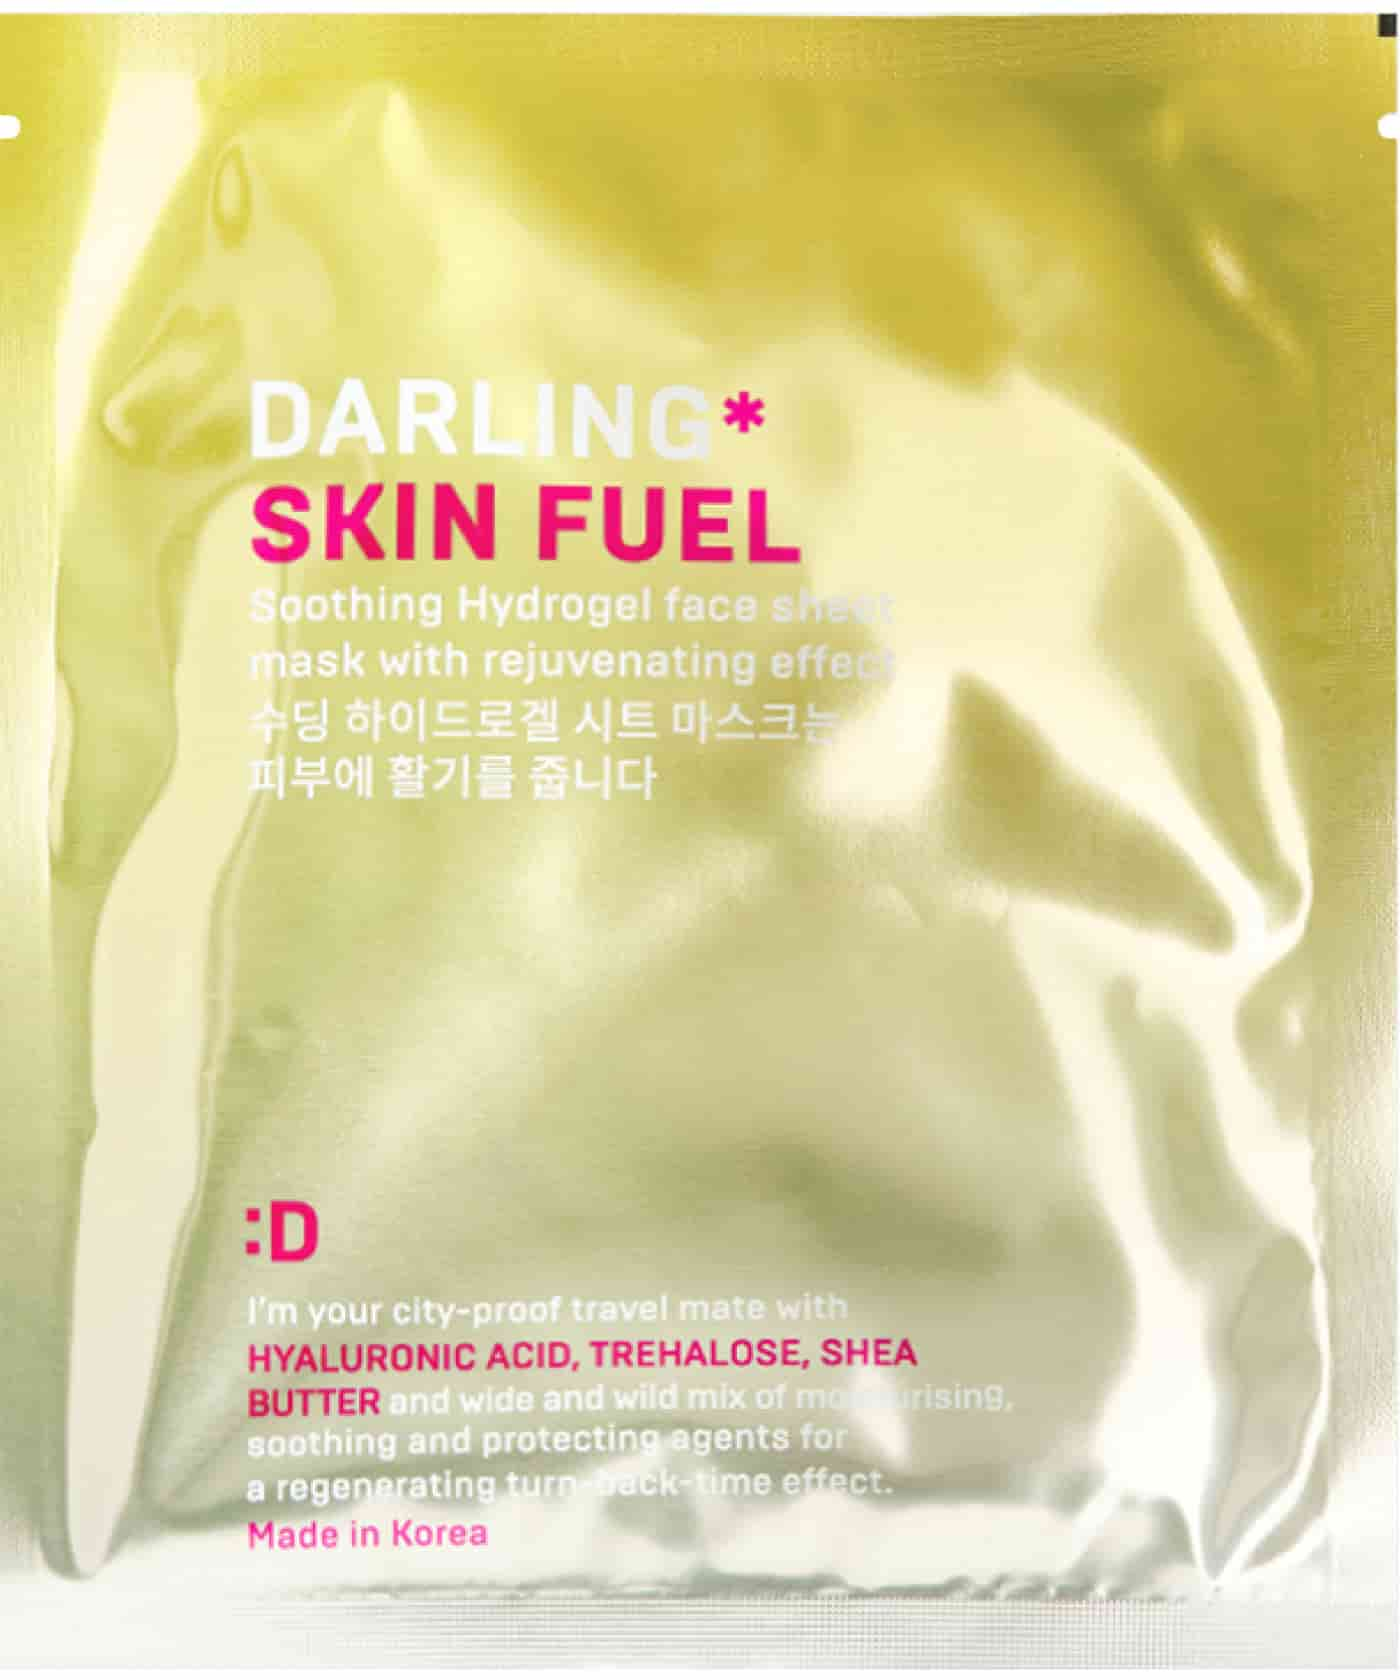 DARLING*
SKIN FUEL
Soothing Hydrogel face sheet
mask with rejuvenating effect
수딩 하이드로겔 시트 마스크는
피부에 활기를 줍니다
:D
I'm your city-proof travel mate with
HYALURONIC ACID, TREHALOSE, SHEA
BUTTER and wide and wild mix of moisturising,
soothing and protecting agents for
a regenerating turn-back-time effect.
Made in Korea